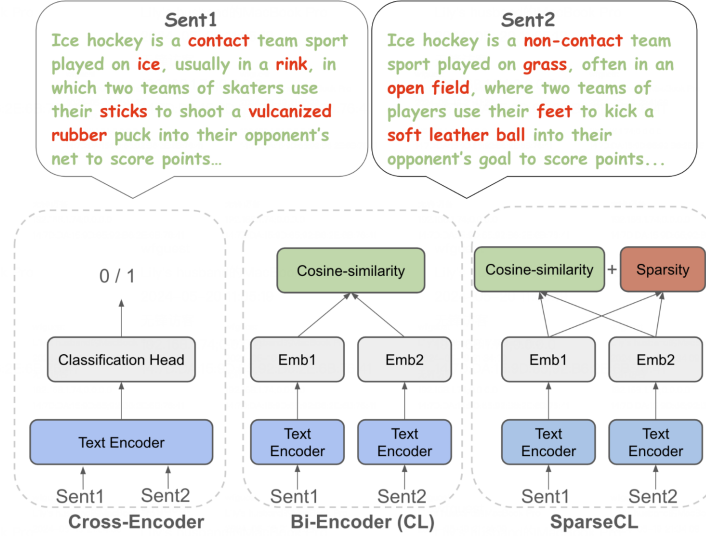 Sent1
Ice hockey is a contact team sport
played on ice, usually in a rink, in
which two teams of skaters use
their sticks to shoot a vulcanized
rubber puck into their opponent's
net to score points…
Sent2
Ice hockey is a non-contact team
sport played on grass, often in an
open field, where two teams of
players use their feet to kick a
soft leather ball into their
opponent's goal to score points...
0 / 1
Classification Head
Text Encoder
Sent1 Sent2
Cross-Encoder
Cosine-similarity
Emb1 Emb2
Text Encoder Text Encoder
Sent1 Sent2
Bi-Encoder (CL)
Cosine-similarity + Sparsity
Emb1 Emb2
Text Encoder Text Encoder
Sent1 Sent2
SparseCL